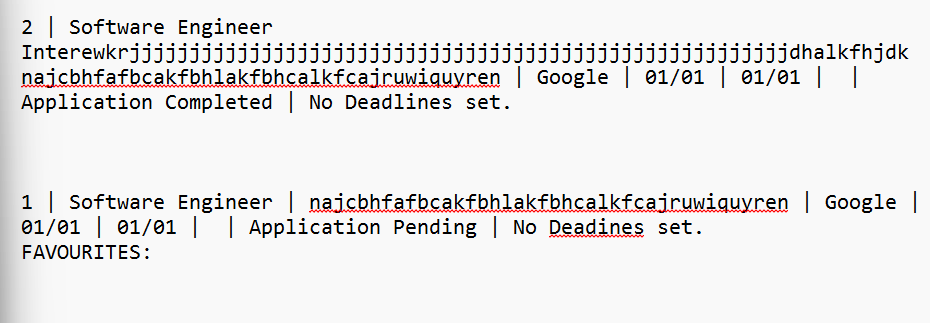 2 | Software Engineer
Interewkrjjjjjjjjjjjjjjjjjjjjjjjjjjjjjjjjjjjjjjjjjjjjjjjjjjjjjjjdhalkfhjdk
najcbhfafbcakfbhlakfbhcalkfcajruwiquyren | Google | 01/01 | 01/01 |  |
Application Completed | No Deadlines set.
1 | Software Engineer | najcbhfafbcakfbhlakfbhcalkfcajruwiquyren | Google |
01/01 | 01/01 |  | Application Pending | No Deadines set.
FAVOURITES: